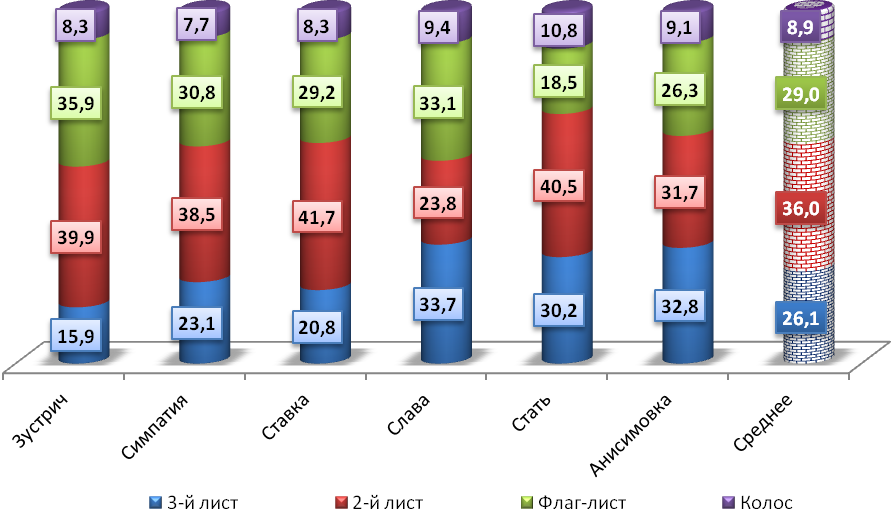 8,3 7,7 8,3 9,4 10,8 9,1 8,9
35,9 30,8 29,2 33,1 18,5 26,3 29,0
39,9 38,5 41,7 23,8 40,5 31,7 36,0
15,9 23,1 20,8 33,7 30,2 32,8 26,1
Зустрич Симпатия Ставка Слава Стать Анисимовка Среднее
3-й лист 2-й лист Флаг-лист Колос